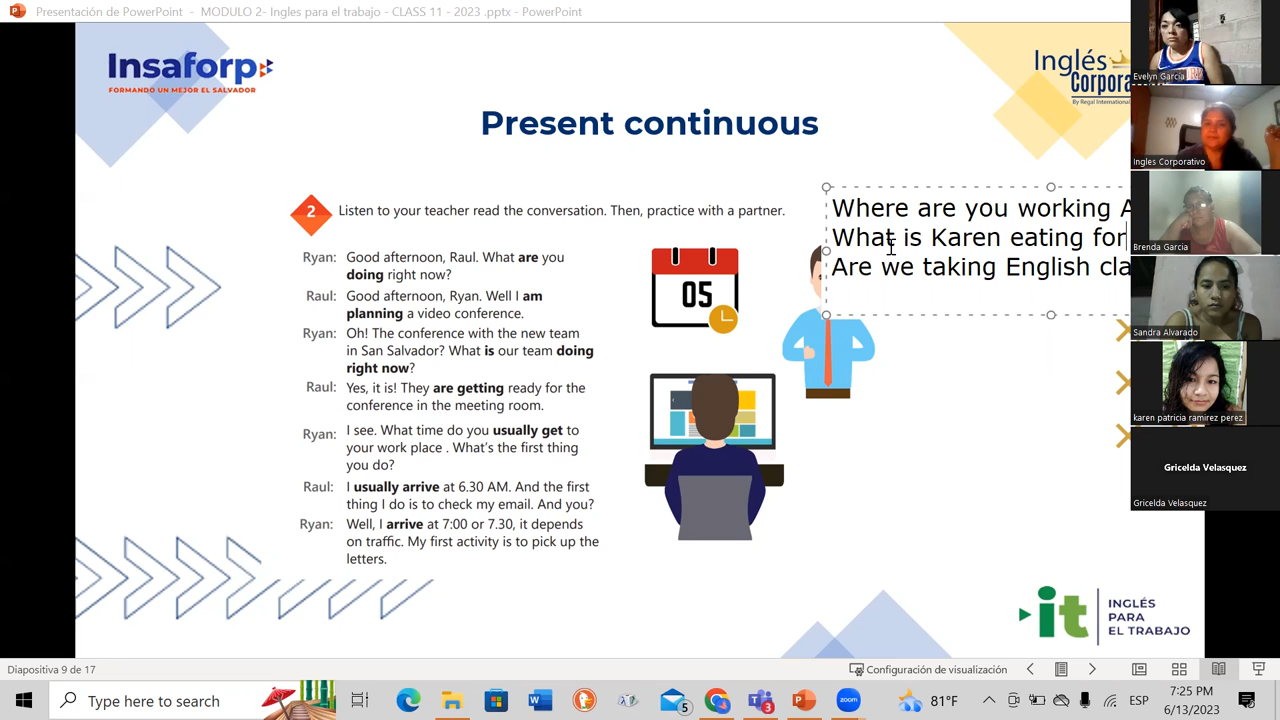 Presentación de PowerPoint - MODULO 2- Ingles para el trabajo - CLASS 11 - 2023 .pptx - PowerPoint
Insaforp
FORMANDO UN MEJOR EL SALVADOR
Inglés
By Regal International
Present continuous
2 Listen to your teacher read the conversation. Then, practice with a partner.
Ryan: Good afternoon, Raul. What are you
doing right now?
Raul: Good afternoon, Ryan. Well I am
planning a video conference.
Ryan: Oh! The conference with the new team
in San Salvador? What is our team doing
right now?
Raul: Yes, it is! They are getting ready for the
conference in the meeting room.
Ryan: I see. What time do you usually get to
your work place . What's the first thing
you do?
Raul: I usually arrive at 6.30 AM. And the first
thing I do is to check my email. And you?
Ryan: Well, I arrive at 7:00 or 7.30, it depends
on traffic. My first activity is to pick up the
letters.
05
Where are you working
What is Karen eating for
Are we taking English
Evelyn García
Ingles Corporativo
Brenda Garcia
Sandra Alvarado
karen patricia ramirez perez
Gricelda Velasquez
Gricelda Velasquez
it
INGLÉS
PARA
EL TRABAJO
Diapositiva 9 de 17
Configuración de visualización
Type here to search
5
3
zoom
81°F
ESP
7:25 PM
6/13/2023